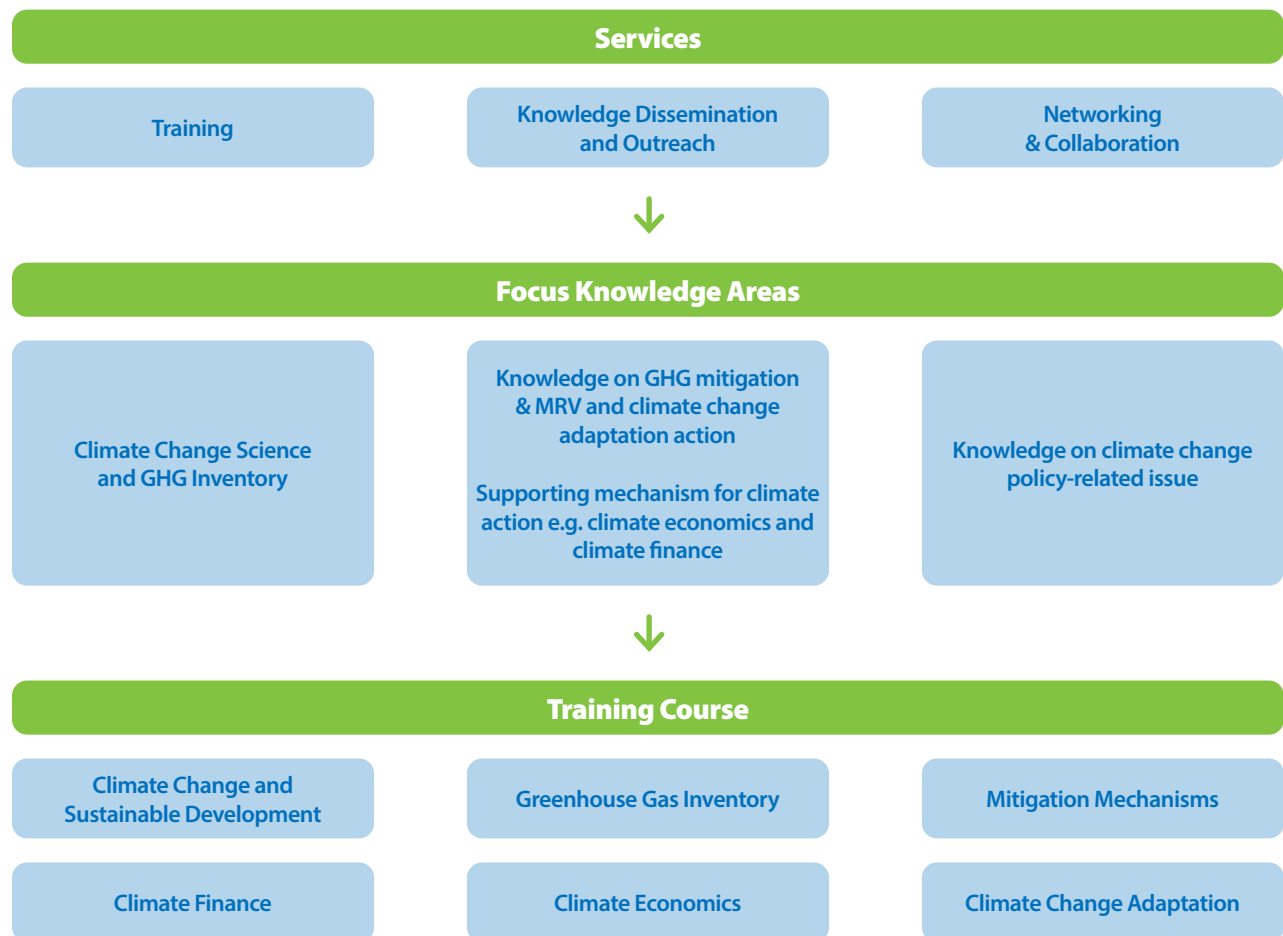 Services
Training
Knowledge Dissemination
and Outreach
Networking
& Collaboration
Focus Knowledge Areas
Climate Change Science
and GHG Inventory
Knowledge on GHG mitigation
& MRV and climate change
adaptation action
Supporting mechanism for climate
action e.g. climate economics and
climate finance
Knowledge on climate change
policy-related issue
Training Course
Climate Change and
Sustainable Development
Greenhouse Gas Inventory
Mitigation Mechanisms
Climate Finance
Climate Economics
Climate Change Adaptation